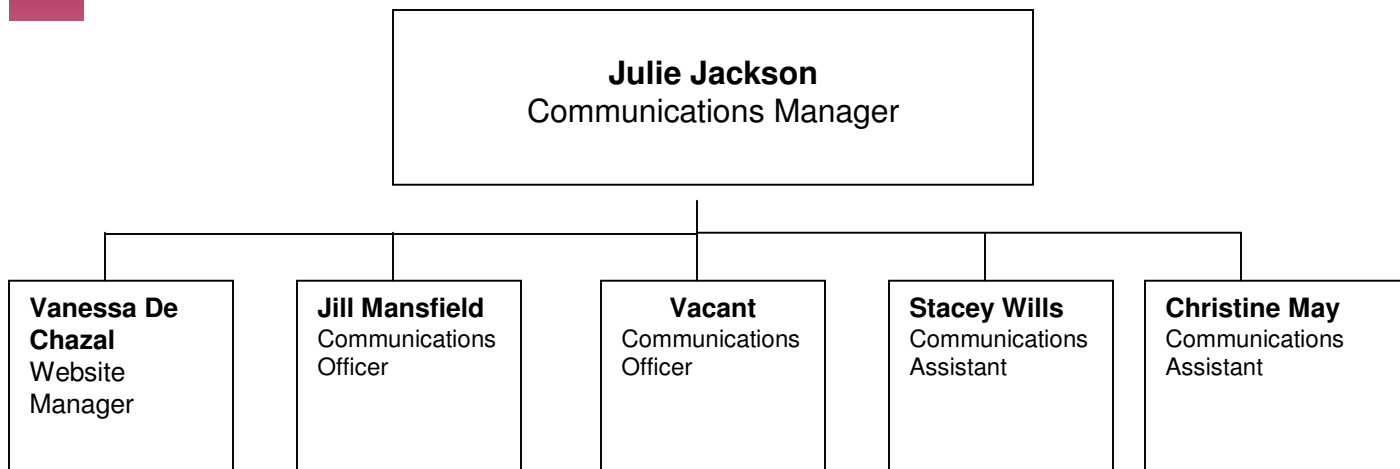 Julie Jackson
Communications Manager
Vanessa De
Chazal
Website
Manager
Jill Mansfield
Communications
Officer
Vacant
Communications
Officer
Stacey Wills
Communications
Assistant
Christine May
Communications
Assistant